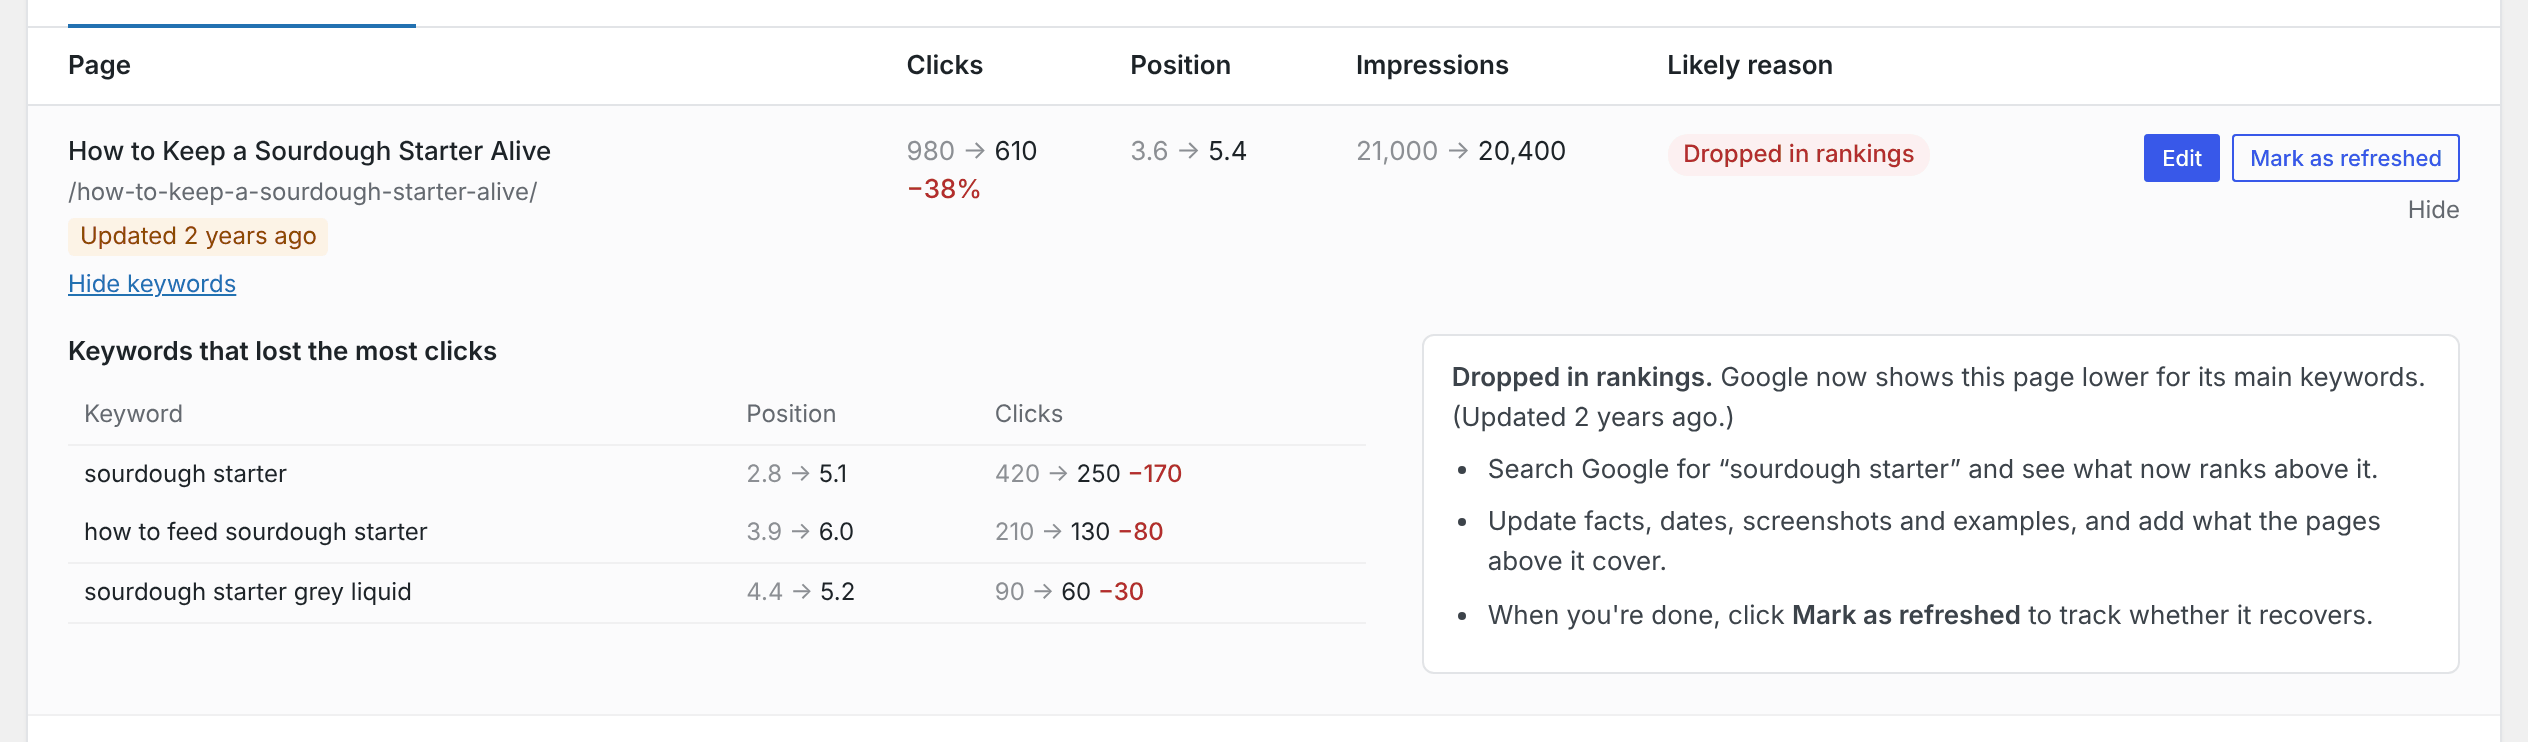 Page Clicks Position Impressions Likely reason
How to Keep a Sourdough Starter Alive 980 → 610 3.6 → 5.4 21,000 → 20,400 Dropped in rankings Edit Mark as refreshed
/how-to-keep-a-sourdough-starter-alive/ −38% Hide
Updated 2 years ago
Hide keywords
Keywords that lost the most clicks
Keyword Position Clicks
sourdough starter 2.8 → 5.1 420 → 250 −170
how to feed sourdough starter 3.9 → 6.0 210 → 130 −80
sourdough starter grey liquid 4.4 → 5.2 90 → 60 −30
Dropped in rankings. Google now shows this page lower for its main keywords.
(Updated 2 years ago.)
• Search Google for “sourdough starter” and see what now ranks above it.
• Update facts, dates, screenshots and examples, and add what the pages
above it cover.
• When you're done, click Mark as refreshed to track whether it recovers.